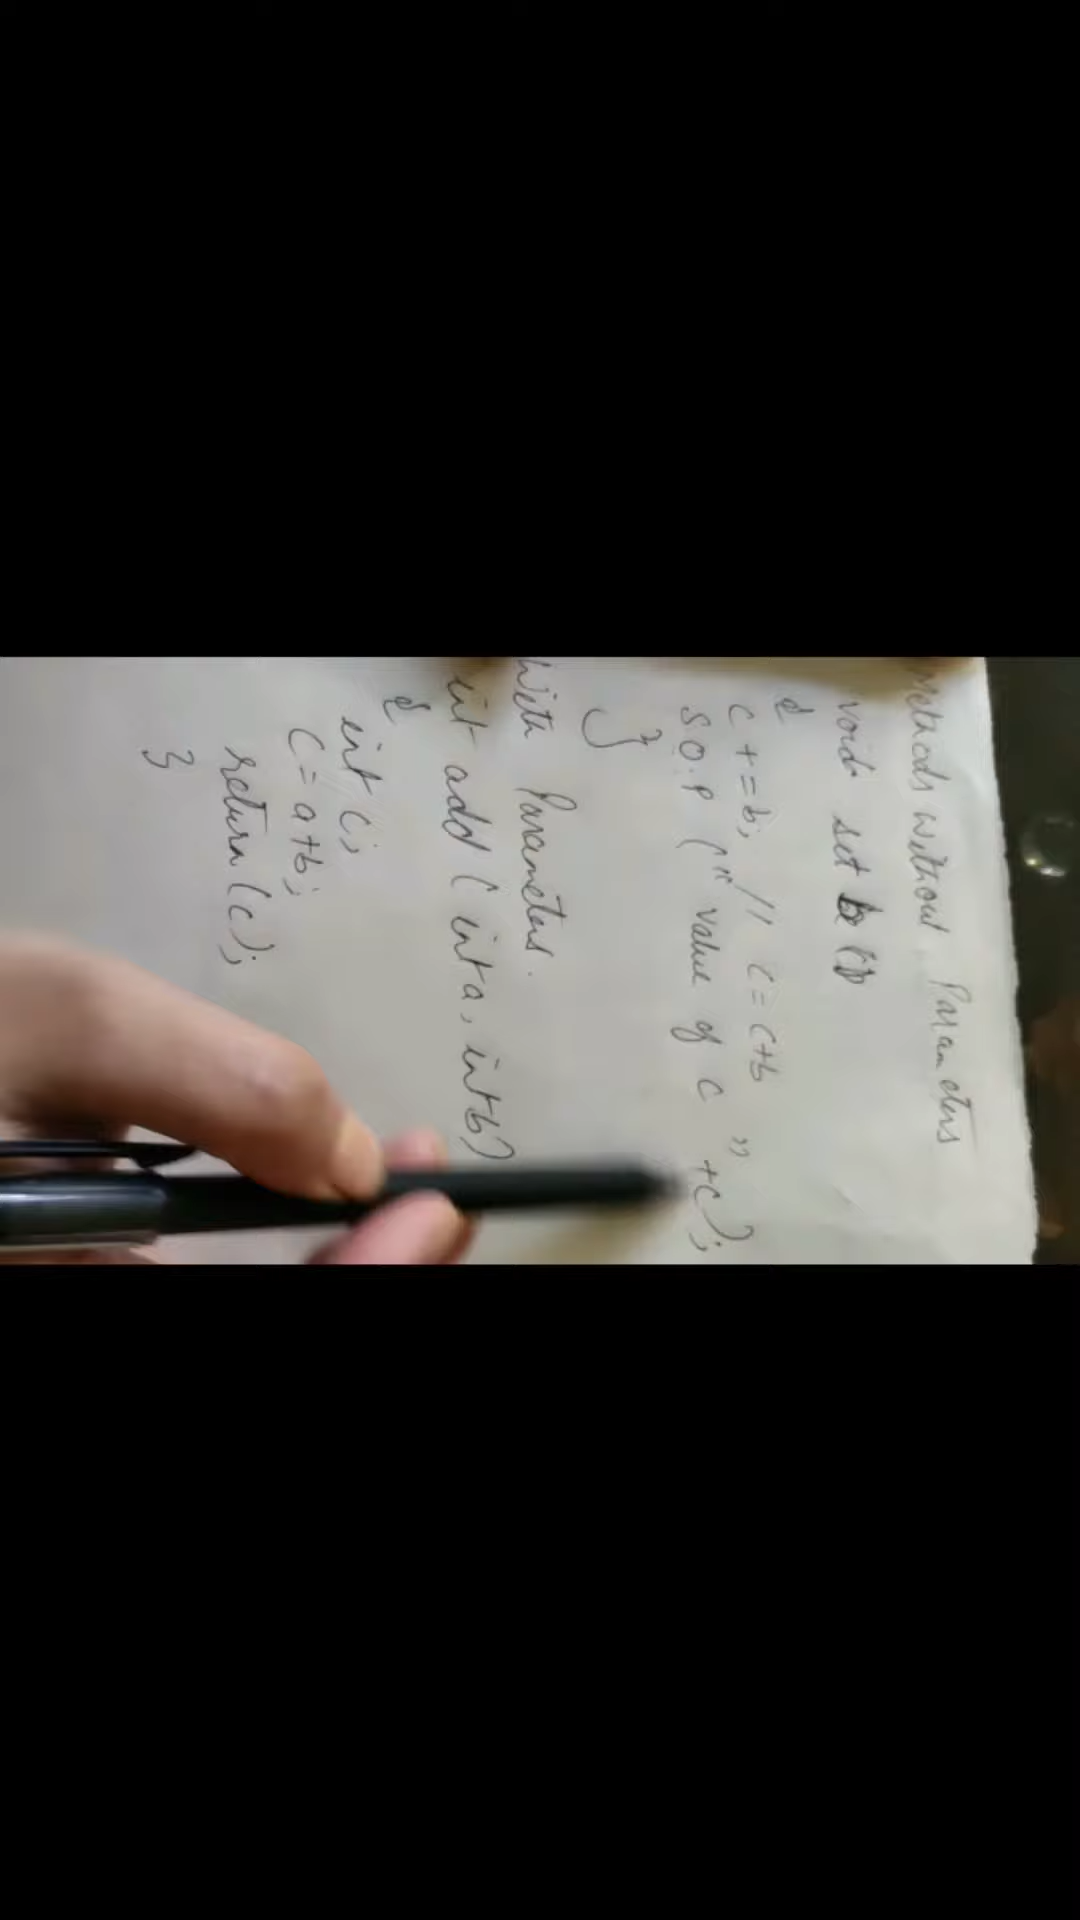 Methods without Parameters
void set ()
{
c += b; // c = c+b
S.O.P (" value of c " +c);
}
With Parameters.
int add ( int a, int b)
{
int c;
c = a+b;
return (c);
}